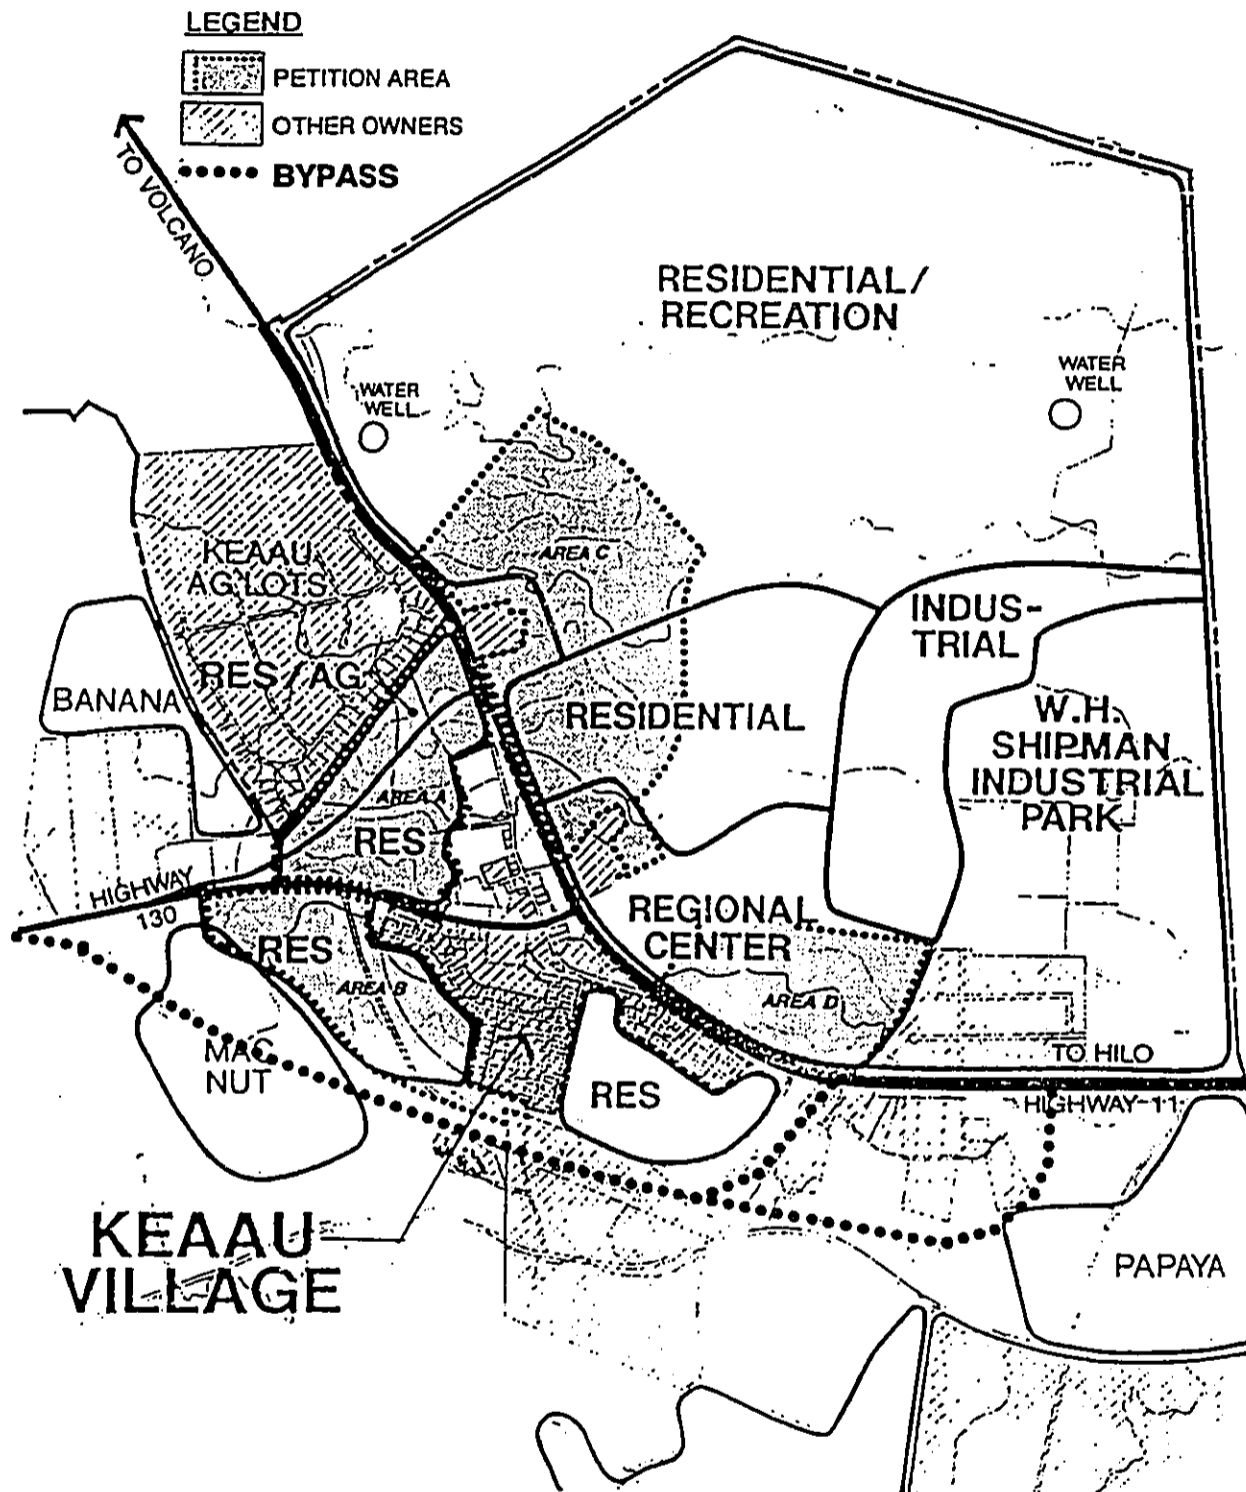 LEGEND
PETITION AREA
OTHER OWNERS
BYPASS
TO VOLCANO
RESIDENTIAL/
RECREATION
WATER
WELL
WATER
WELL
AREA C
KEAAU
AG LOTS
RES/AG
BANANA
INDUS-
TRIAL
RESIDENTIAL
W.H.
SHIPMAN
INDUSTRIAL
PARK
AREA A
RES
HIGHWAY
130
REGIONAL
CENTER
RES
AREA B
AREA D
MAC
NUT
RES
TO HILO
HIGHWAY 11
KEAAU
VILLAGE
PAPAYA